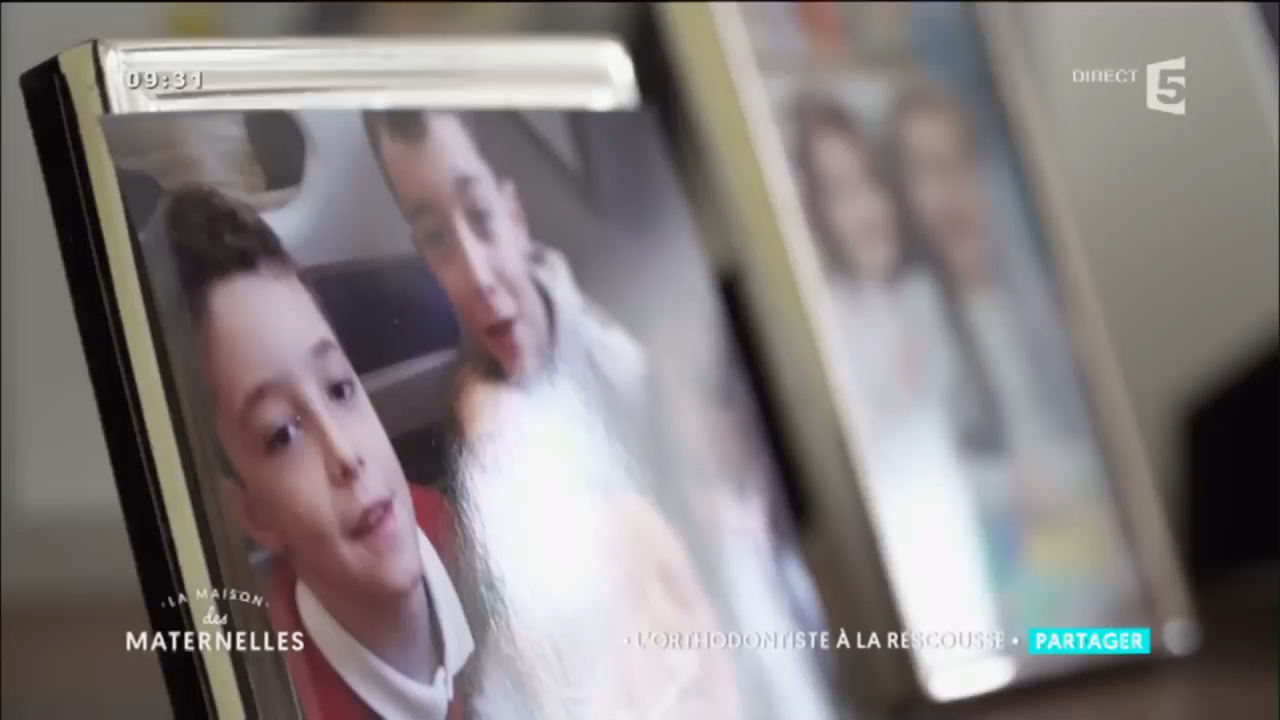 09:31
DIRECT 5
·LA MAISON·
des
MATERNELLES
• L'ORTHODONTISTE À LA RESCOUSSE • PARTAGER